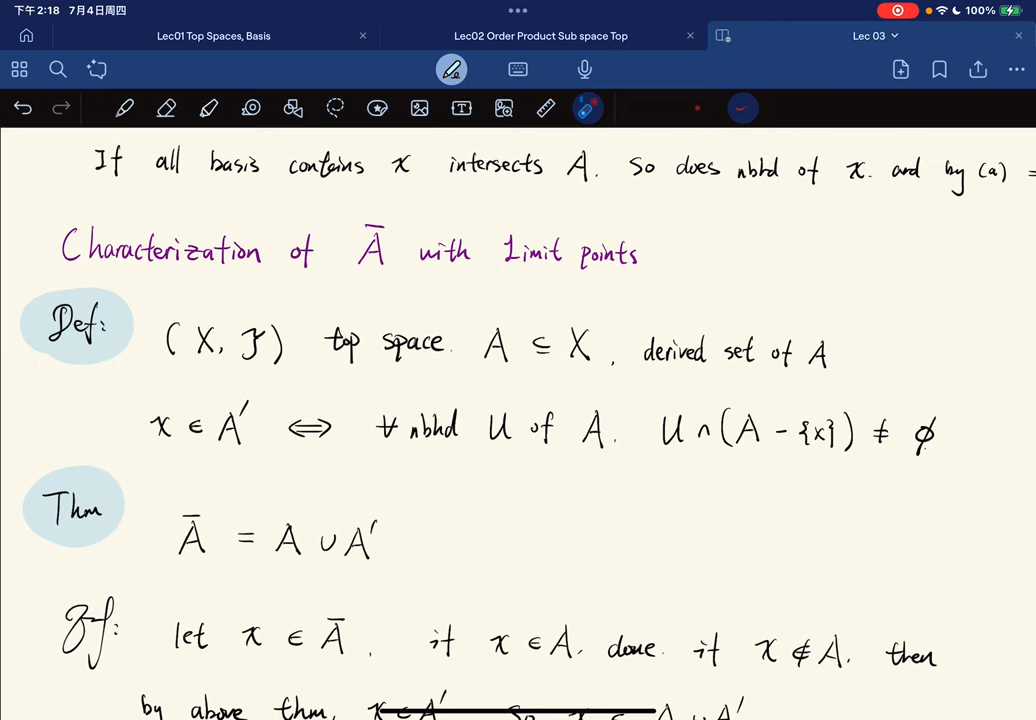 下午2:18 7月4日周四
100%
Lec01 Top Spaces, Basis
Lec02 Order Product Sub space Top
Lec 03
If all basis contains x intersects A. So does nbhd of x. and by (a) =
Characterization of Ā with Limit points
Def: (X, 𝒯) top space. A ⊆ X, derived set of A
x ∈ A′ ⟺ ∀ nbhd U of A. U ∩ (A - {x}) ≠ ∅
Thm
Ā = A ∪ A′
Pf: let x ∈ Ā. if x ∈ A, done. if x ∉ A, then
by above thm, x ∈ A′ So x ∈ A ∪ A′